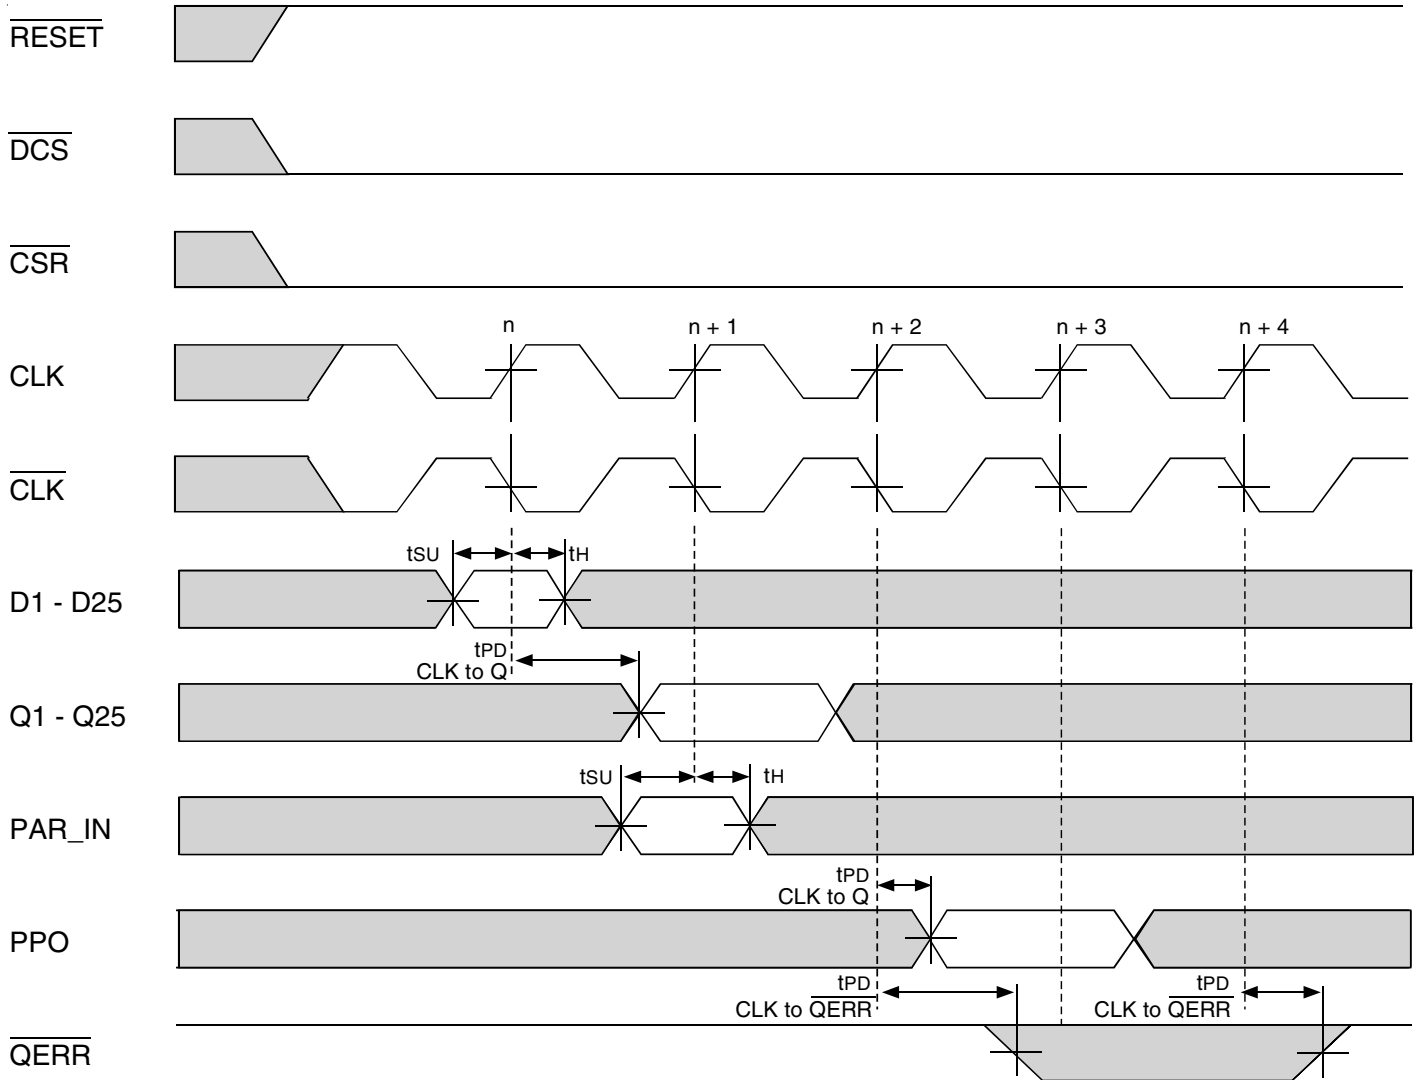 RESET
DCS
CSR
n n + 1 n + 2 n + 3 n + 4
CLK
CLK
tSU tH
D1 - D25
tPD
CLK to Q
Q1 - Q25
tSU tH
PAR_IN
tPD
CLK to Q
PPO
tPD tPD
CLK to QERR CLK to QERR
QERR